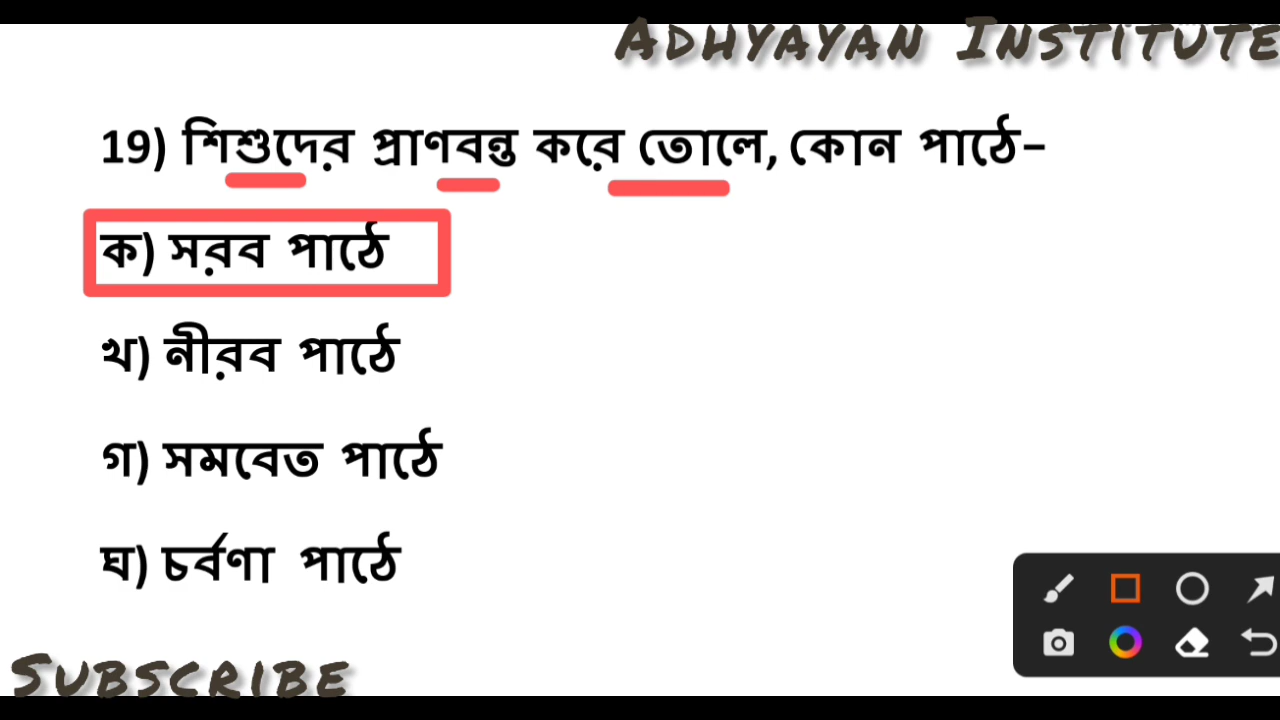 ADHYAYAN INSTITUTE
19) শিশুদের প্রাণবন্ত করে তোলে, কোন পাঠে–
ক) সরব পাঠে
খ) নীরব পাঠে
গ) সমবেত পাঠে
ঘ) চর্বণা পাঠে
SUBSCRIBE